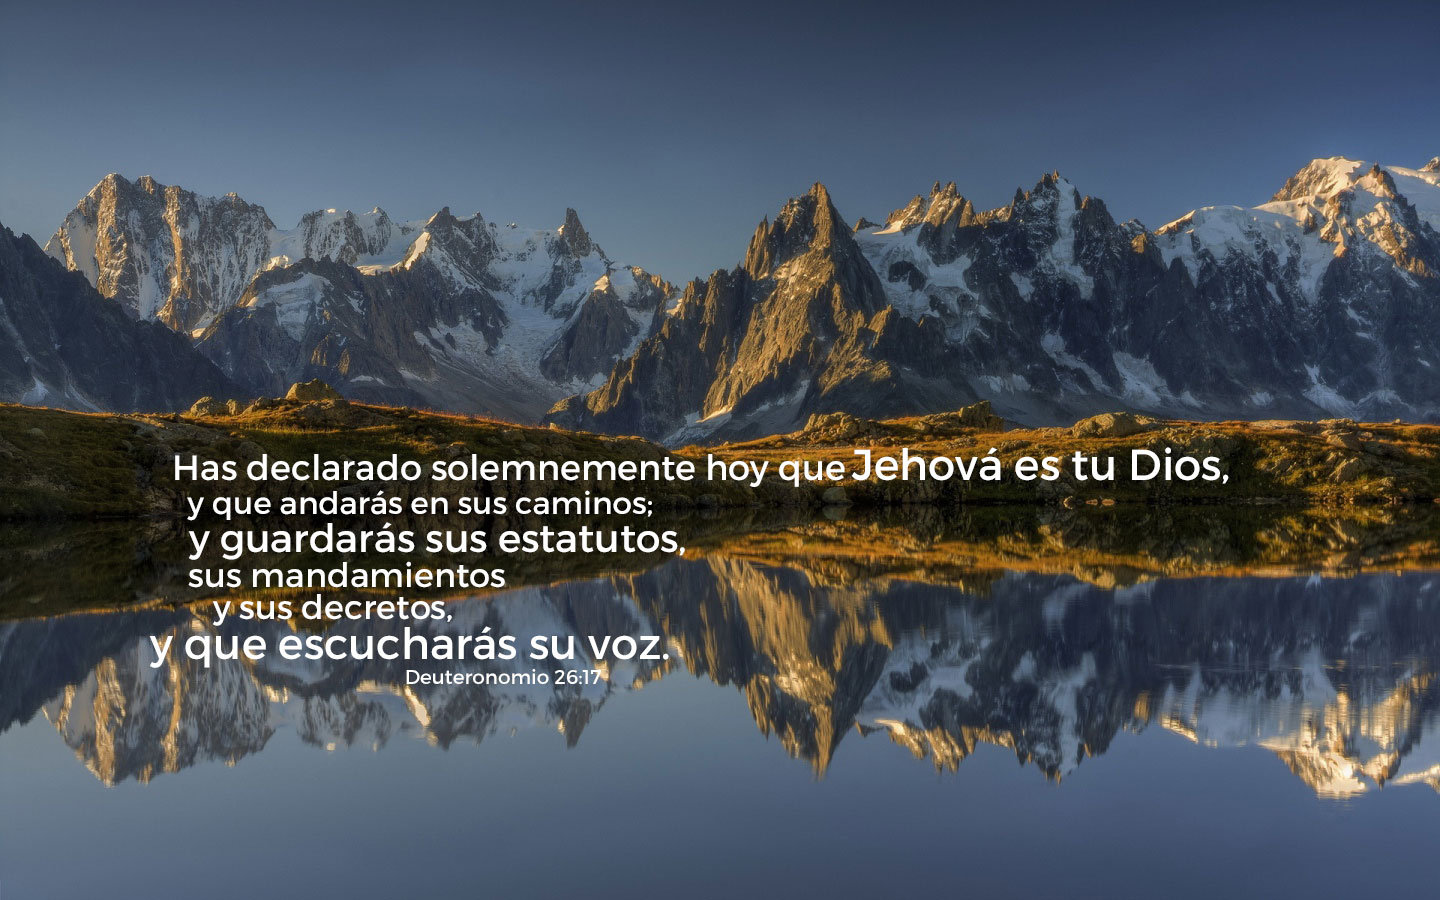 Has declarado solemnemente hoy que Jehová es tu Dios,
y que andarás en sus caminos;
y guardarás sus estatutos,
sus mandamientos
y sus decretos,
y que escucharás su voz.
Deuteronomio 26:17